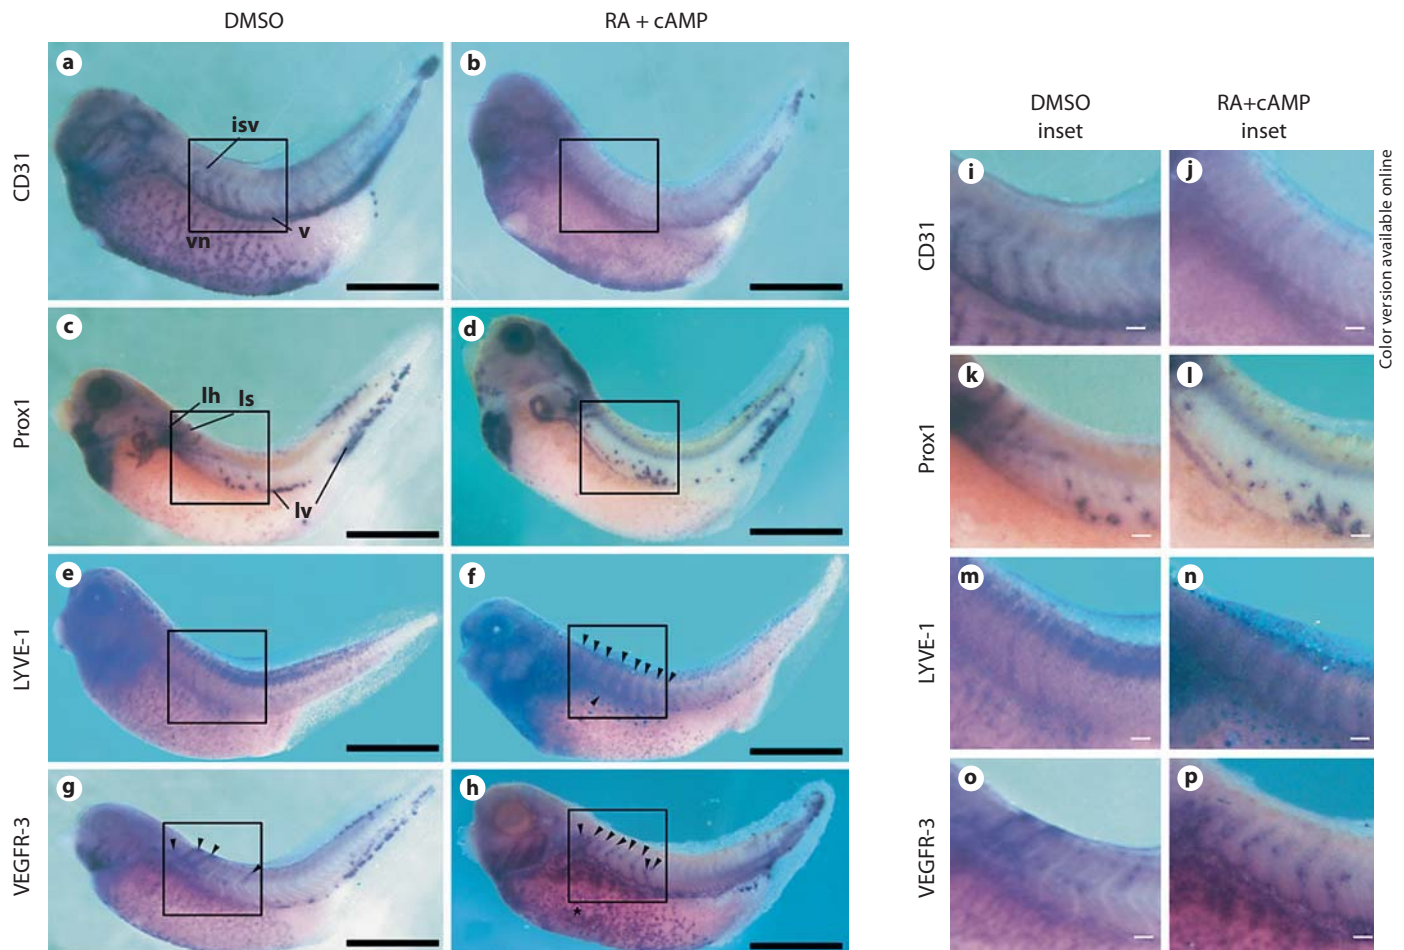 DMSO
RA + cAMP
DMSO
inset
RA+cAMP
inset
CD31
a
isv
vn
v
b
CD31
i
j
Color version available online
Prox1
c
lh
ls
lv
d
Prox1
k
l
LYVE-1
e
f
LYVE-1
m
n
VEGFR-3
g
h
*
VEGFR-3
o
p